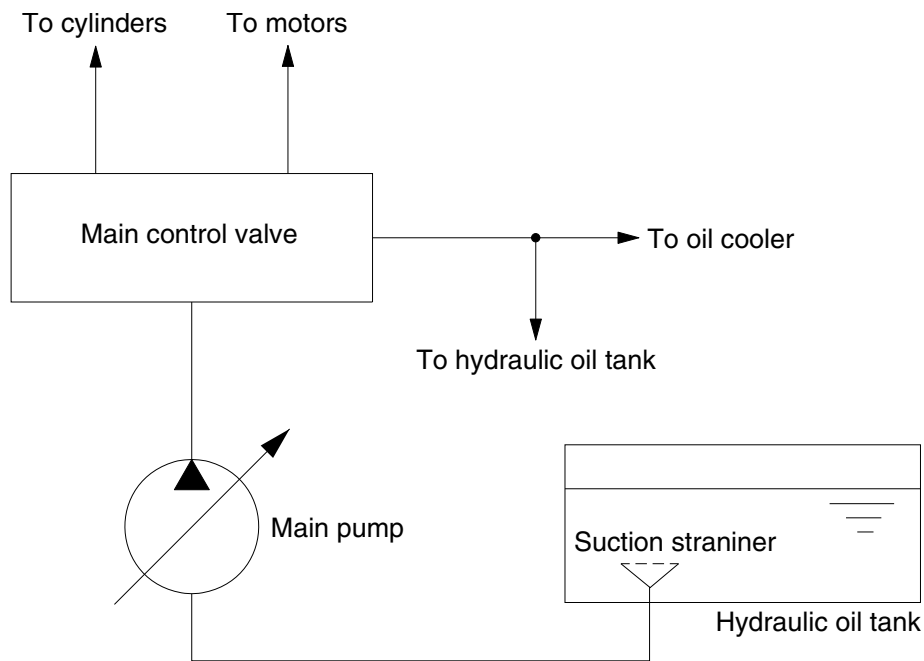 To cylinders
To motors
Main control valve
To oil cooler
To hydraulic oil tank
Main pump
Suction straniner
Hydraulic oil tank